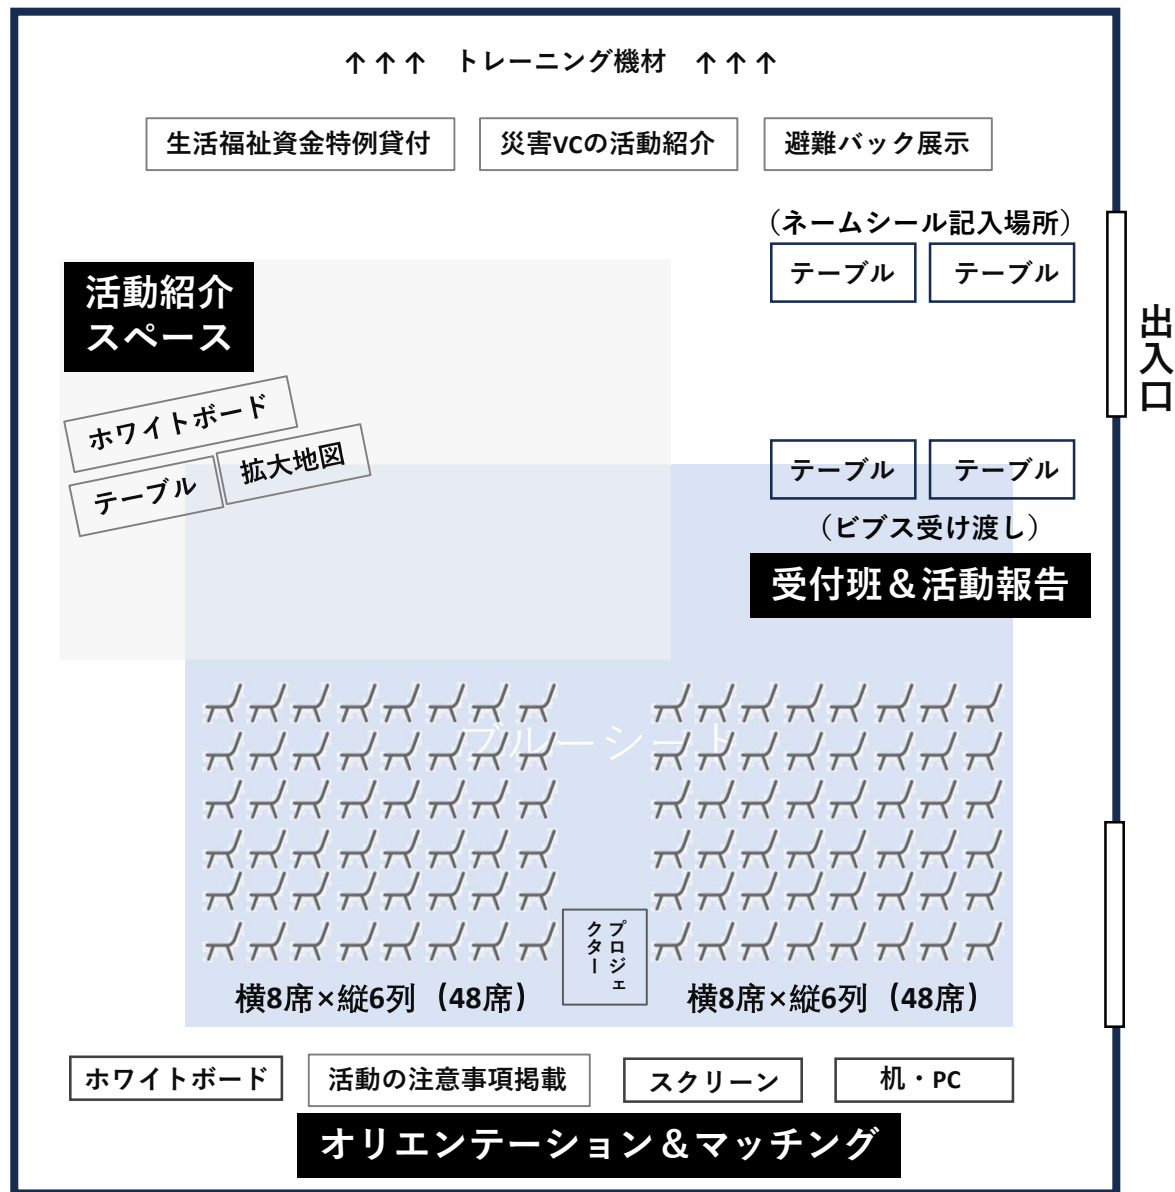 ↑↑↑ トレーニング機材 ↑↑↑
生活福祉資金特例貸付
災害VCの活動紹介
避難バック展示
（ネームシール記入場所）
テーブル
テーブル
出入口
活動紹介
スペース
ホワイトボード
テーブル
拡大地図
テーブル
テーブル
（ビブス受け渡し）
受付班＆活動報告
ブルーシート
プロジェ
クター
横8席×縦6列（48席）
横8席×縦6列（48席）
ホワイトボード
活動の注意事項掲載
スクリーン
机・PC
オリエンテーション＆マッチング